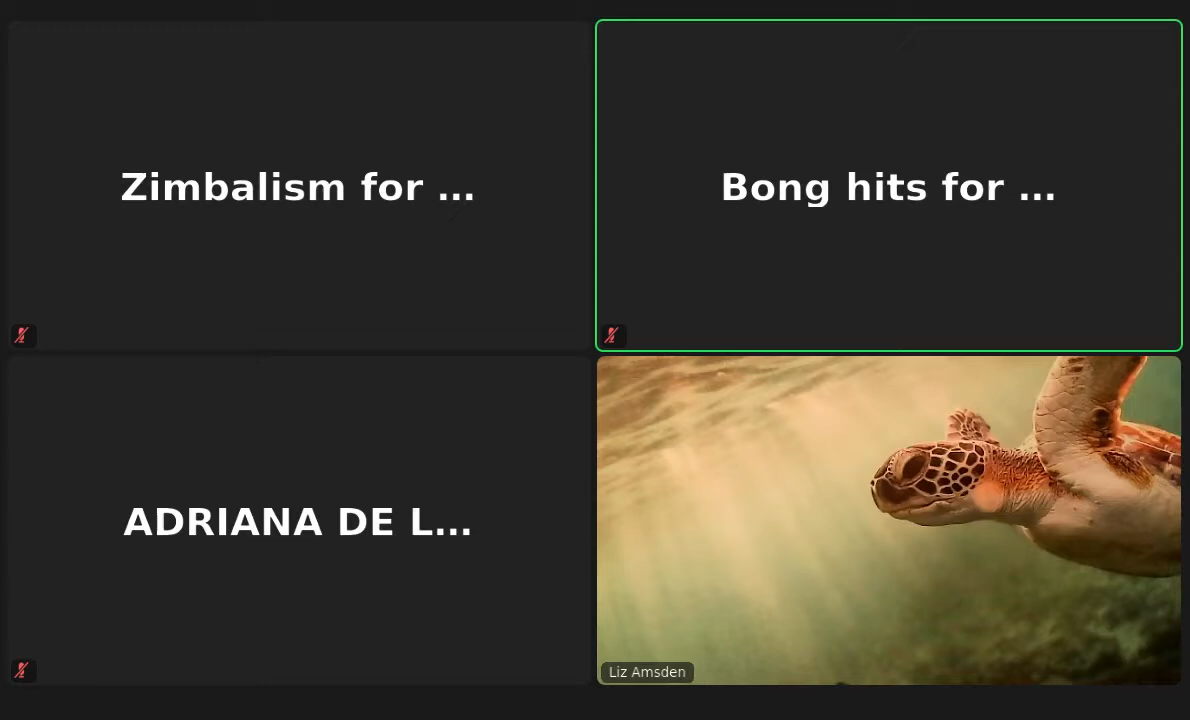 Zimbalism for ...
Bong hits for ...
ADRIANA DE L...
Liz Amsden